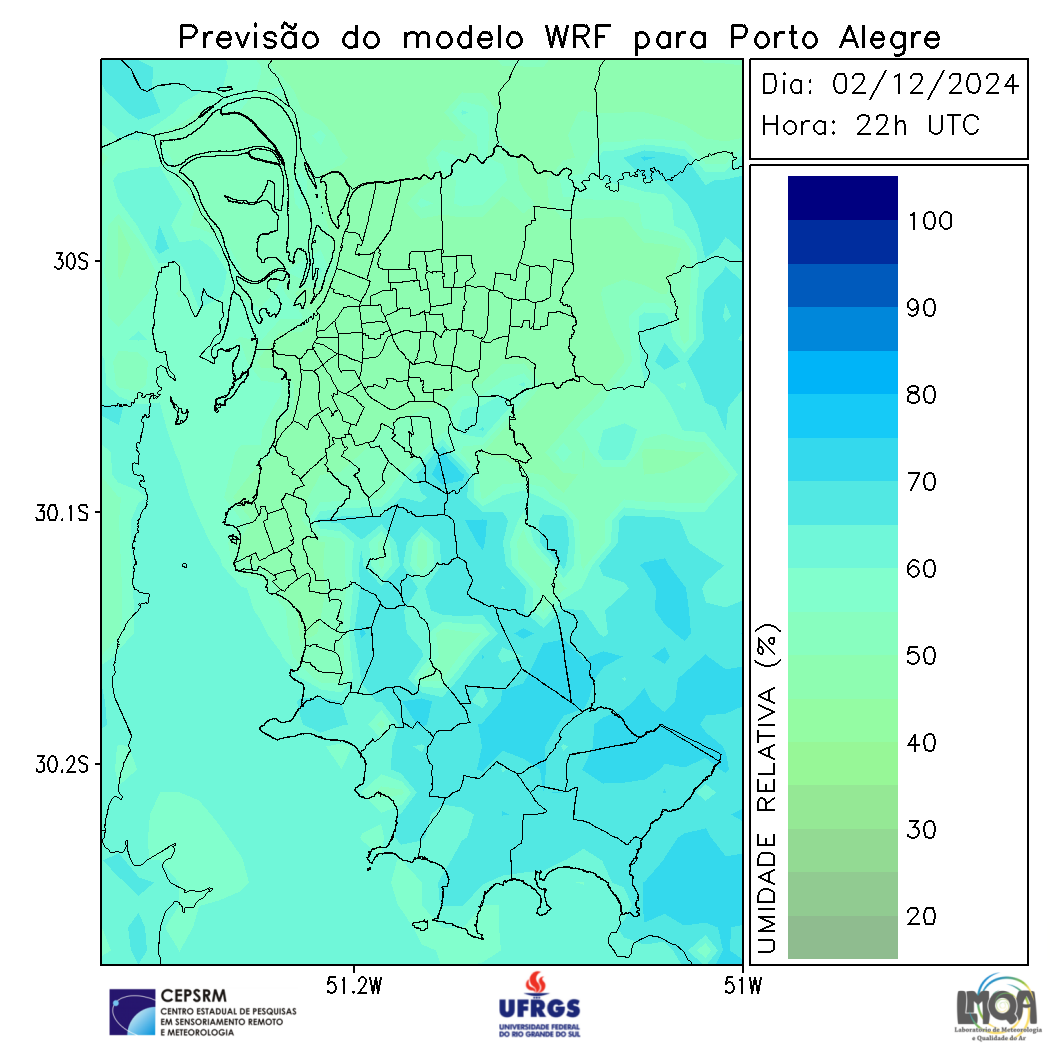 Previsão do modelo WRF para Porto Alegre
Dia: 02/12/2024
Hora: 22h UTC
30S
30.1S
30.2S
51.2W
51W
UMIDADE RELATIVA (%)
100
90
80
70
60
50
40
30
20
CEPSRM
CENTRO ESTADUAL DE PESQUISAS
EM SENSORIAMENTO REMOTO
E METEOROLOGIA
UFRGS
UNIVERSIDADE FEDERAL
DO RIO GRANDE DO SUL
LMQA
Laboratório de Meteorologia
e Qualidade do Ar